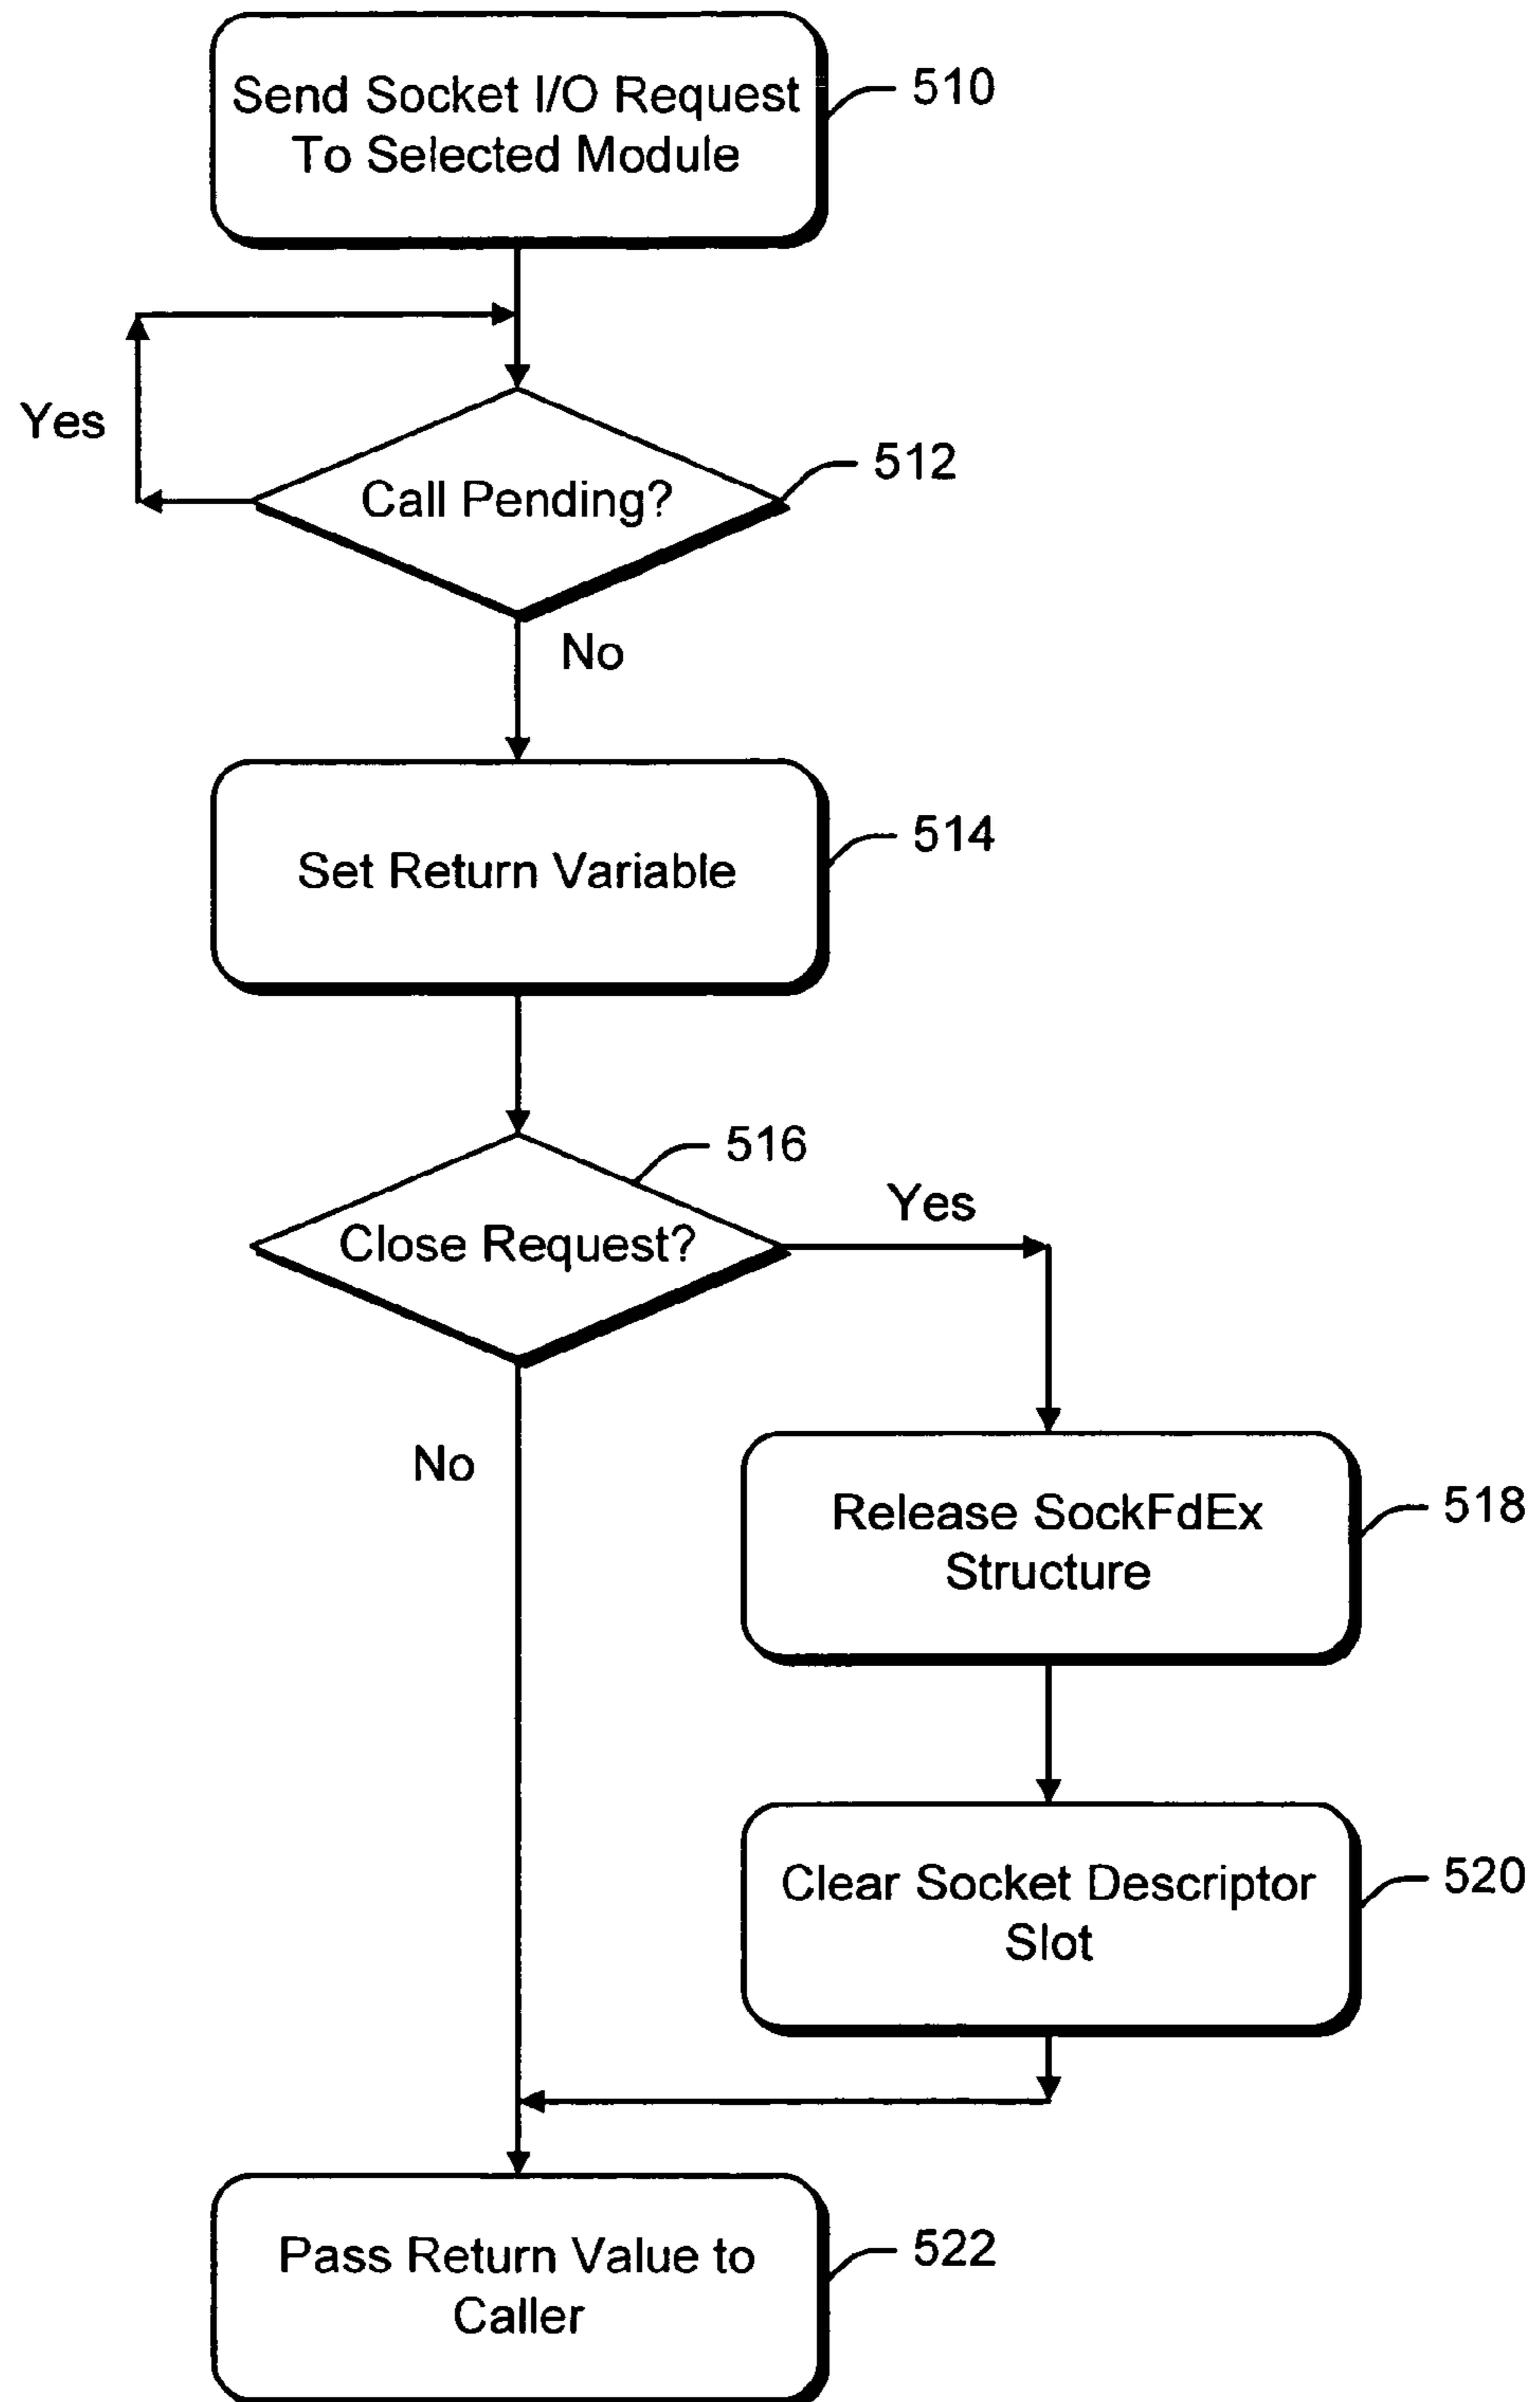 Send Socket I/O Request
To Selected Module
510
Yes
Call Pending?
512
No
Set Return Variable
514
516
Close Request?
Yes
No
Release SockFdEx
Structure
518
Clear Socket Descriptor
Slot
520
Pass Return Value to
Caller
522